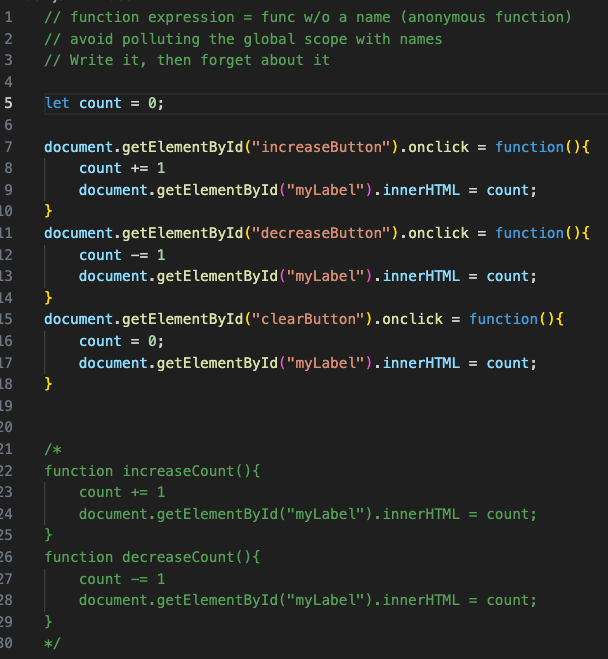 1 // function expression = func w/o a name (anonymous function)
2 // avoid polluting the global scope with names
3 // Write it, then forget about it
4
5 let count = 0;
6
7 document.getElementById("increaseButton").onclick = function(){
8     count += 1
9     document.getElementById("myLabel").innerHTML = count;
10 }
11 document.getElementById("decreaseButton").onclick = function(){
12     count -= 1
13     document.getElementById("myLabel").innerHTML = count;
14 }
15 document.getElementById("clearButton").onclick = function(){
16     count = 0;
17     document.getElementById("myLabel").innerHTML = count;
18 }
19
20
21 /*
22 function increaseCount(){
23     count += 1
24     document.getElementById("myLabel").innerHTML = count;
25 }
26 function decreaseCount(){
27     count -= 1
28     document.getElementById("myLabel").innerHTML = count;
29 }
30 */